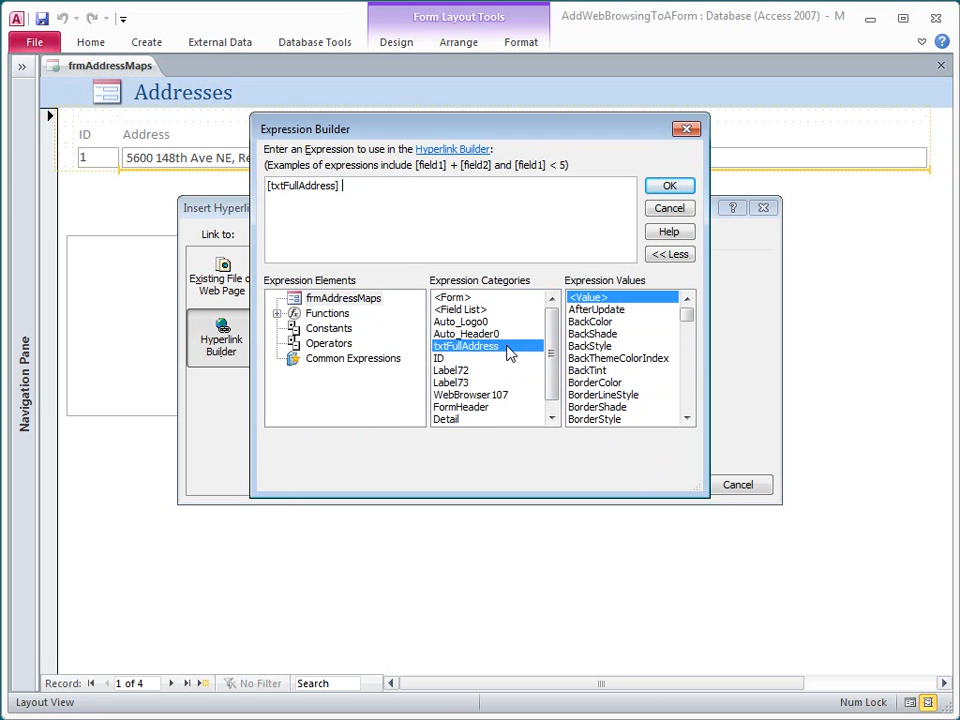 Form Layout Tools
AddWebBrowsingToAForm : Database (Access 2007) - M
File Home Create External Data Database Tools Design Arrange Format
frmAddressMaps
Addresses
ID Address
1 5600 148th Ave NE, Re
Expression Builder
Enter an Expression to use in the Hyperlink Builder:
(Examples of expressions include [field1] + [field2] and [field1] < 5)
[txtFullAddress]
OK
Cancel
Help
<< Less
Insert Hyperli
Link to:
Existing File o
Web Page
Hyperlink
Builder
Expression Elements
frmAddressMaps
Functions
Constants
Operators
Common Expressions
Expression Categories
<Form>
<Field List>
Auto_Logo0
Auto_Header0
txtFullAddress
ID
Label72
Label73
WebBrowser107
FormHeader
Detail
Expression Values
<Value>
AfterUpdate
BackColor
BackShade
BackStyle
BackThemeColorIndex
BackTint
BorderColor
BorderLineStyle
BorderShade
BorderStyle
Cancel
Navigation Pane
Record: 1 of 4 No Filter Search
Layout View Num Lock